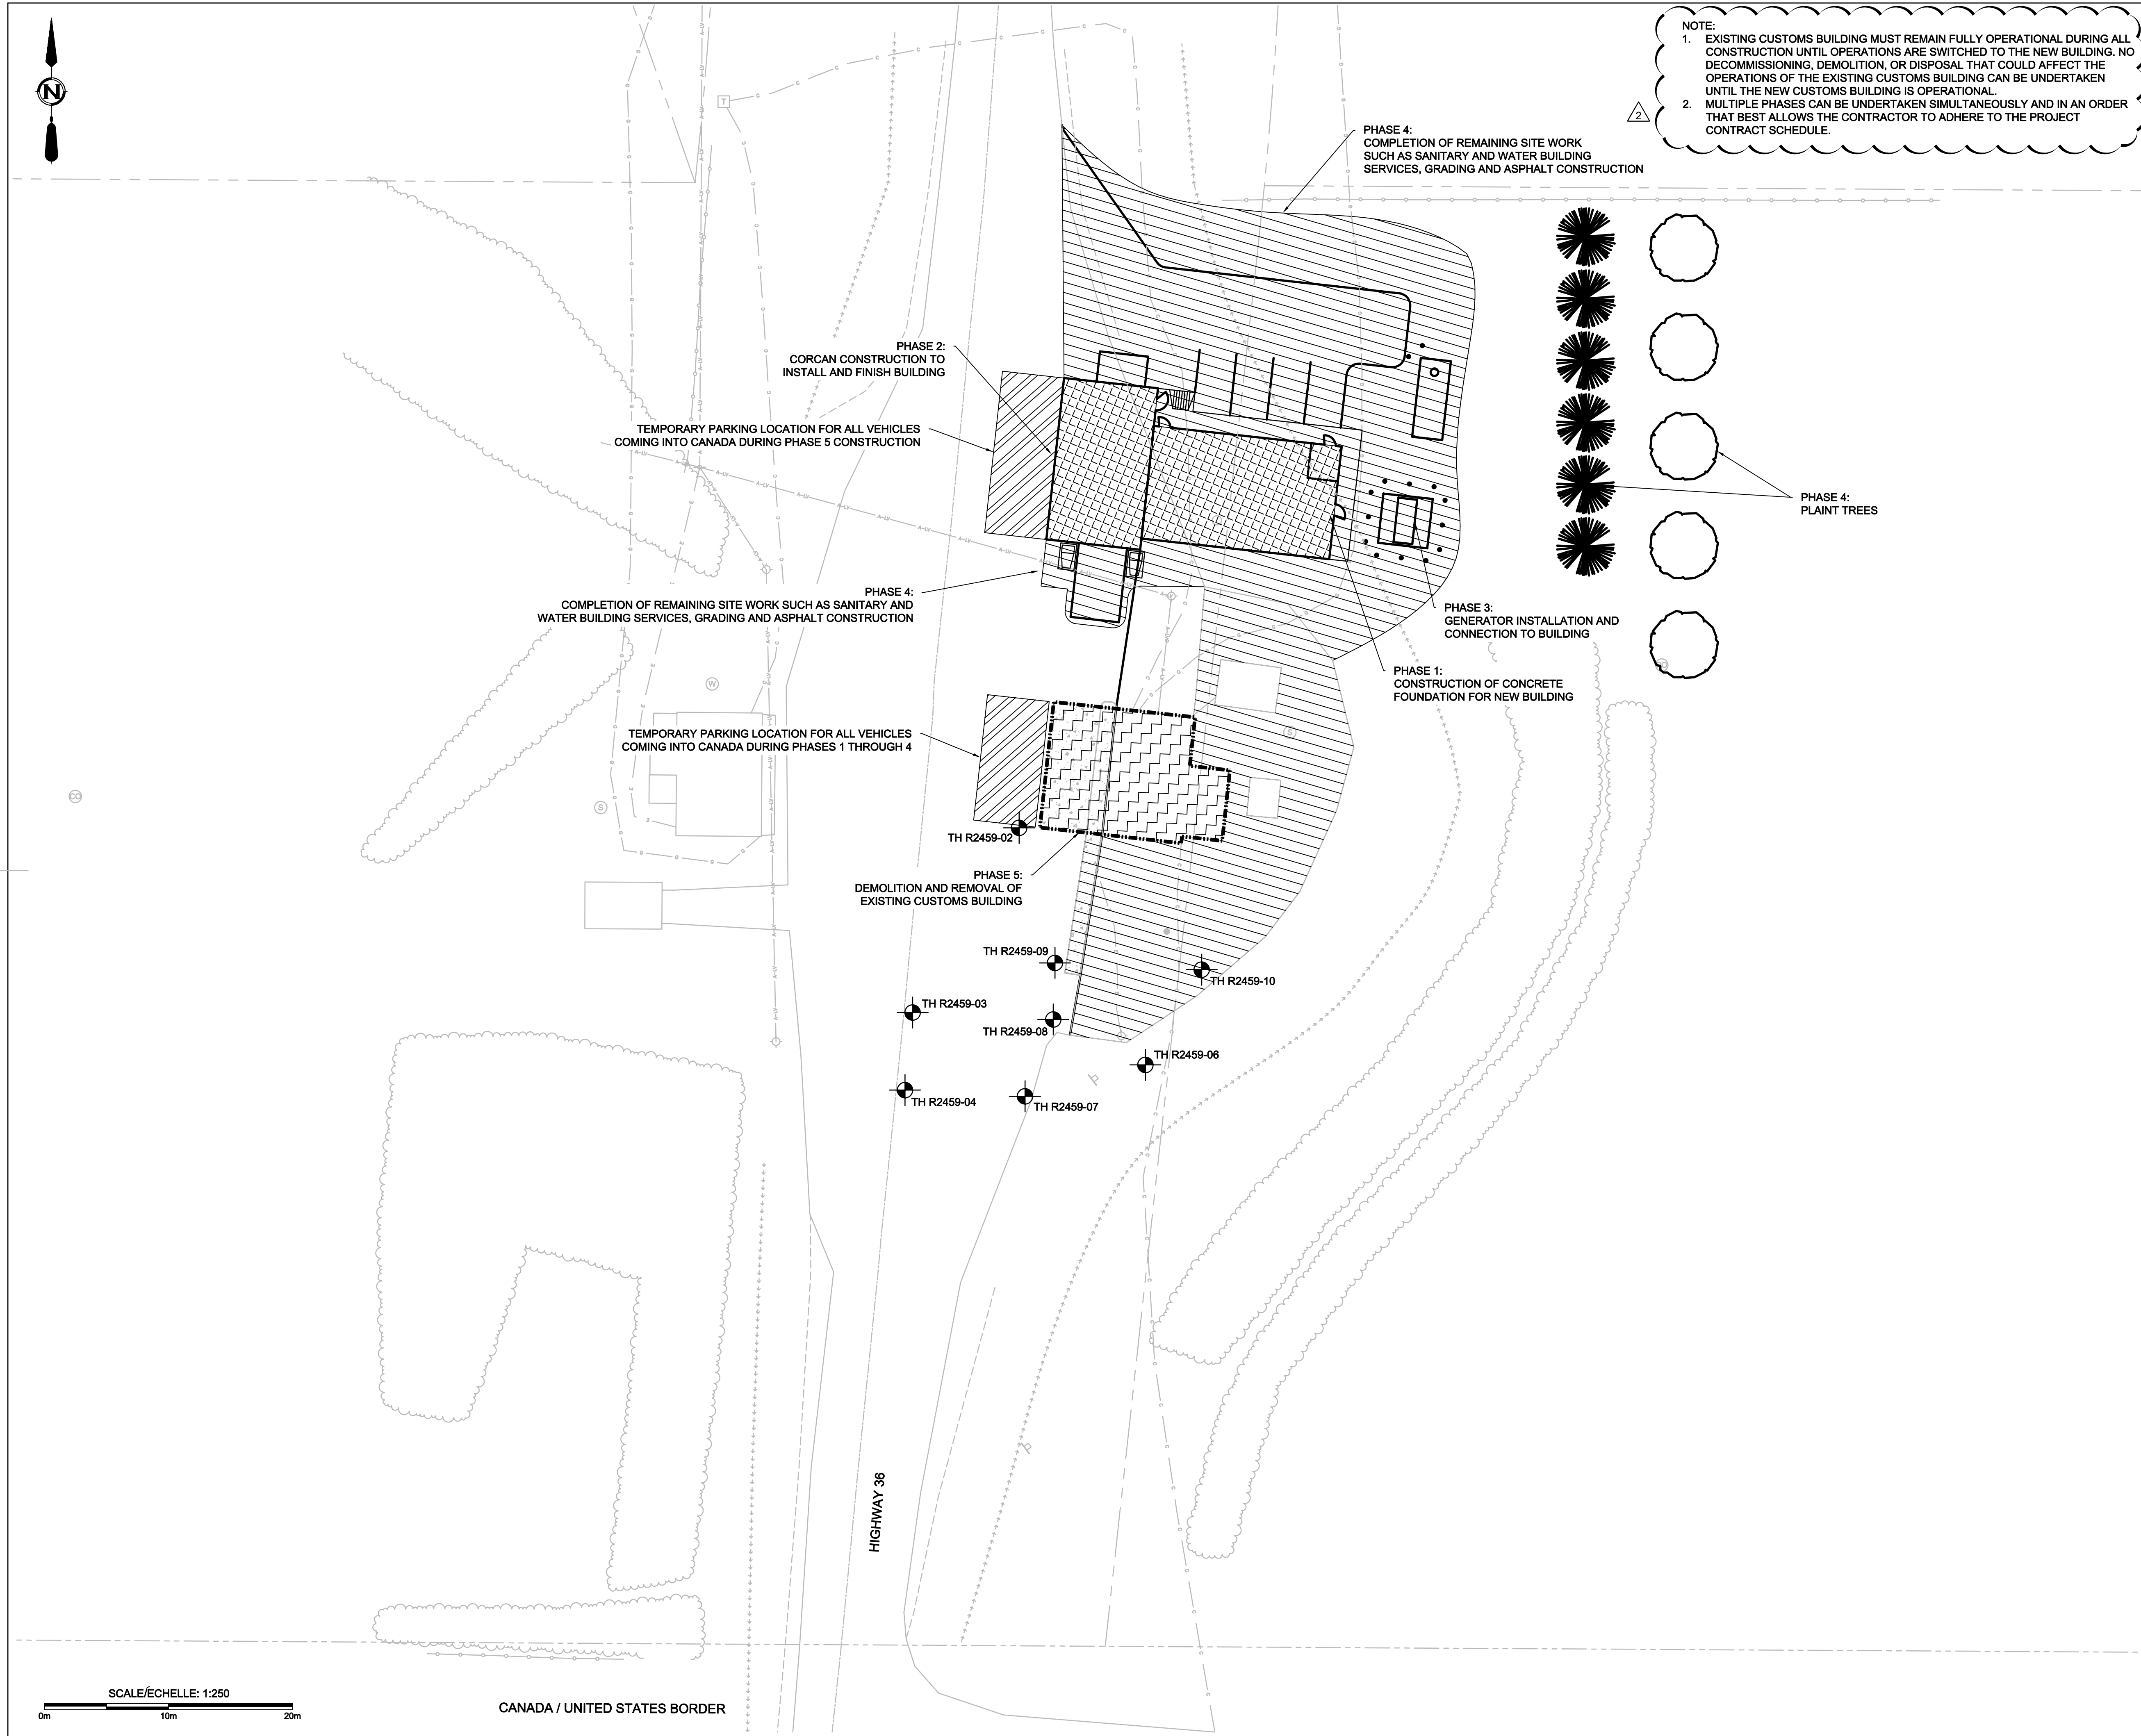 N
NOTE:
1. EXISTING CUSTOMS BUILDING MUST REMAIN FULLY OPERATIONAL DURING ALL
CONSTRUCTION UNTIL OPERATIONS ARE SWITCHED TO THE NEW BUILDING. NO
DECOMMISSIONING, DEMOLITION, OR DISPOSAL THAT COULD AFFECT THE
OPERATIONS OF THE EXISTING CUSTOMS BUILDING CAN BE UNDERTAKEN
UNTIL THE NEW CUSTOMS BUILDING IS OPERATIONAL.
2. MULTIPLE PHASES CAN BE UNDERTAKEN SIMULTANEOUSLY AND IN AN ORDER
THAT BEST ALLOWS THE CONTRACTOR TO ADHERE TO THE PROJECT
CONTRACT SCHEDULE.
2
T
PHASE 4:
COMPLETION OF REMAINING SITE WORK
SUCH AS SANITARY AND WATER BUILDING
SERVICES, GRADING AND ASPHALT CONSTRUCTION
PHASE 2:
CORCAN CONSTRUCTION TO
INSTALL AND FINISH BUILDING
TEMPORARY PARKING LOCATION FOR ALL VEHICLES
COMING INTO CANADA DURING PHASE 5 CONSTRUCTION
PHASE 4:
PLAINT TREES
PHASE 4:
COMPLETION OF REMAINING SITE WORK SUCH AS SANITARY AND
WATER BUILDING SERVICES, GRADING AND ASPHALT CONSTRUCTION
PHASE 3:
GENERATOR INSTALLATION AND
CONNECTION TO BUILDING
PHASE 1:
CONSTRUCTION OF CONCRETE
FOUNDATION FOR NEW BUILDING
W
TEMPORARY PARKING LOCATION FOR ALL VEHICLES
COMING INTO CANADA DURING PHASES 1 THROUGH 4
S
CO
S
TH R2459-02
PHASE 5:
DEMOLITION AND REMOVAL OF
EXISTING CUSTOMS BUILDING
TH R2459-09
TH R2459-10
TH R2459-03
TH R2459-08
TH R2459-06
TH R2459-04
TH R2459-07
HIGHWAY 36
SCALE/ÉCHELLE: 1:250
0m 10m 20m
CANADA / UNITED STATES BORDER